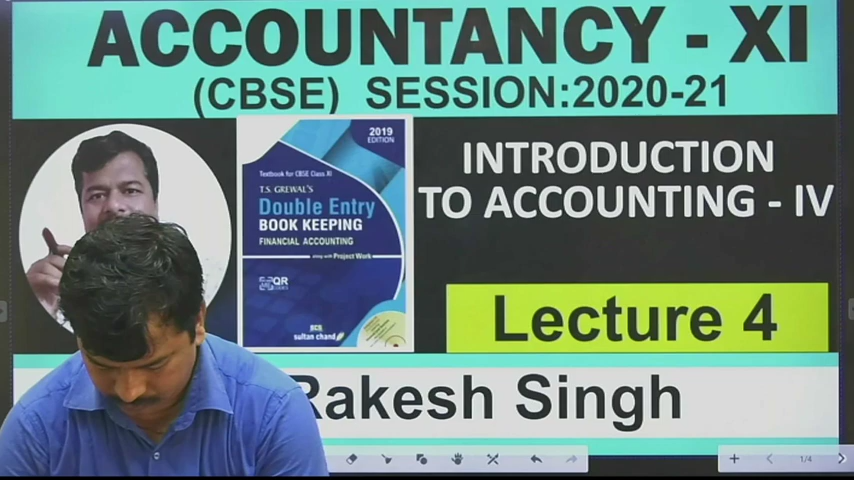 ACCOUNTANCY - XI
(CBSE) SESSION:2020-21
2019
EDITION
Textbook for CBSE Class XI
T.S. GREWAL'S
Double Entry
BOOK KEEPING
FINANCIAL ACCOUNTING
along with Project Work
QR
sultan chand
INTRODUCTION
TO ACCOUNTING - IV
Lecture 4
Rakesh Singh
1/4